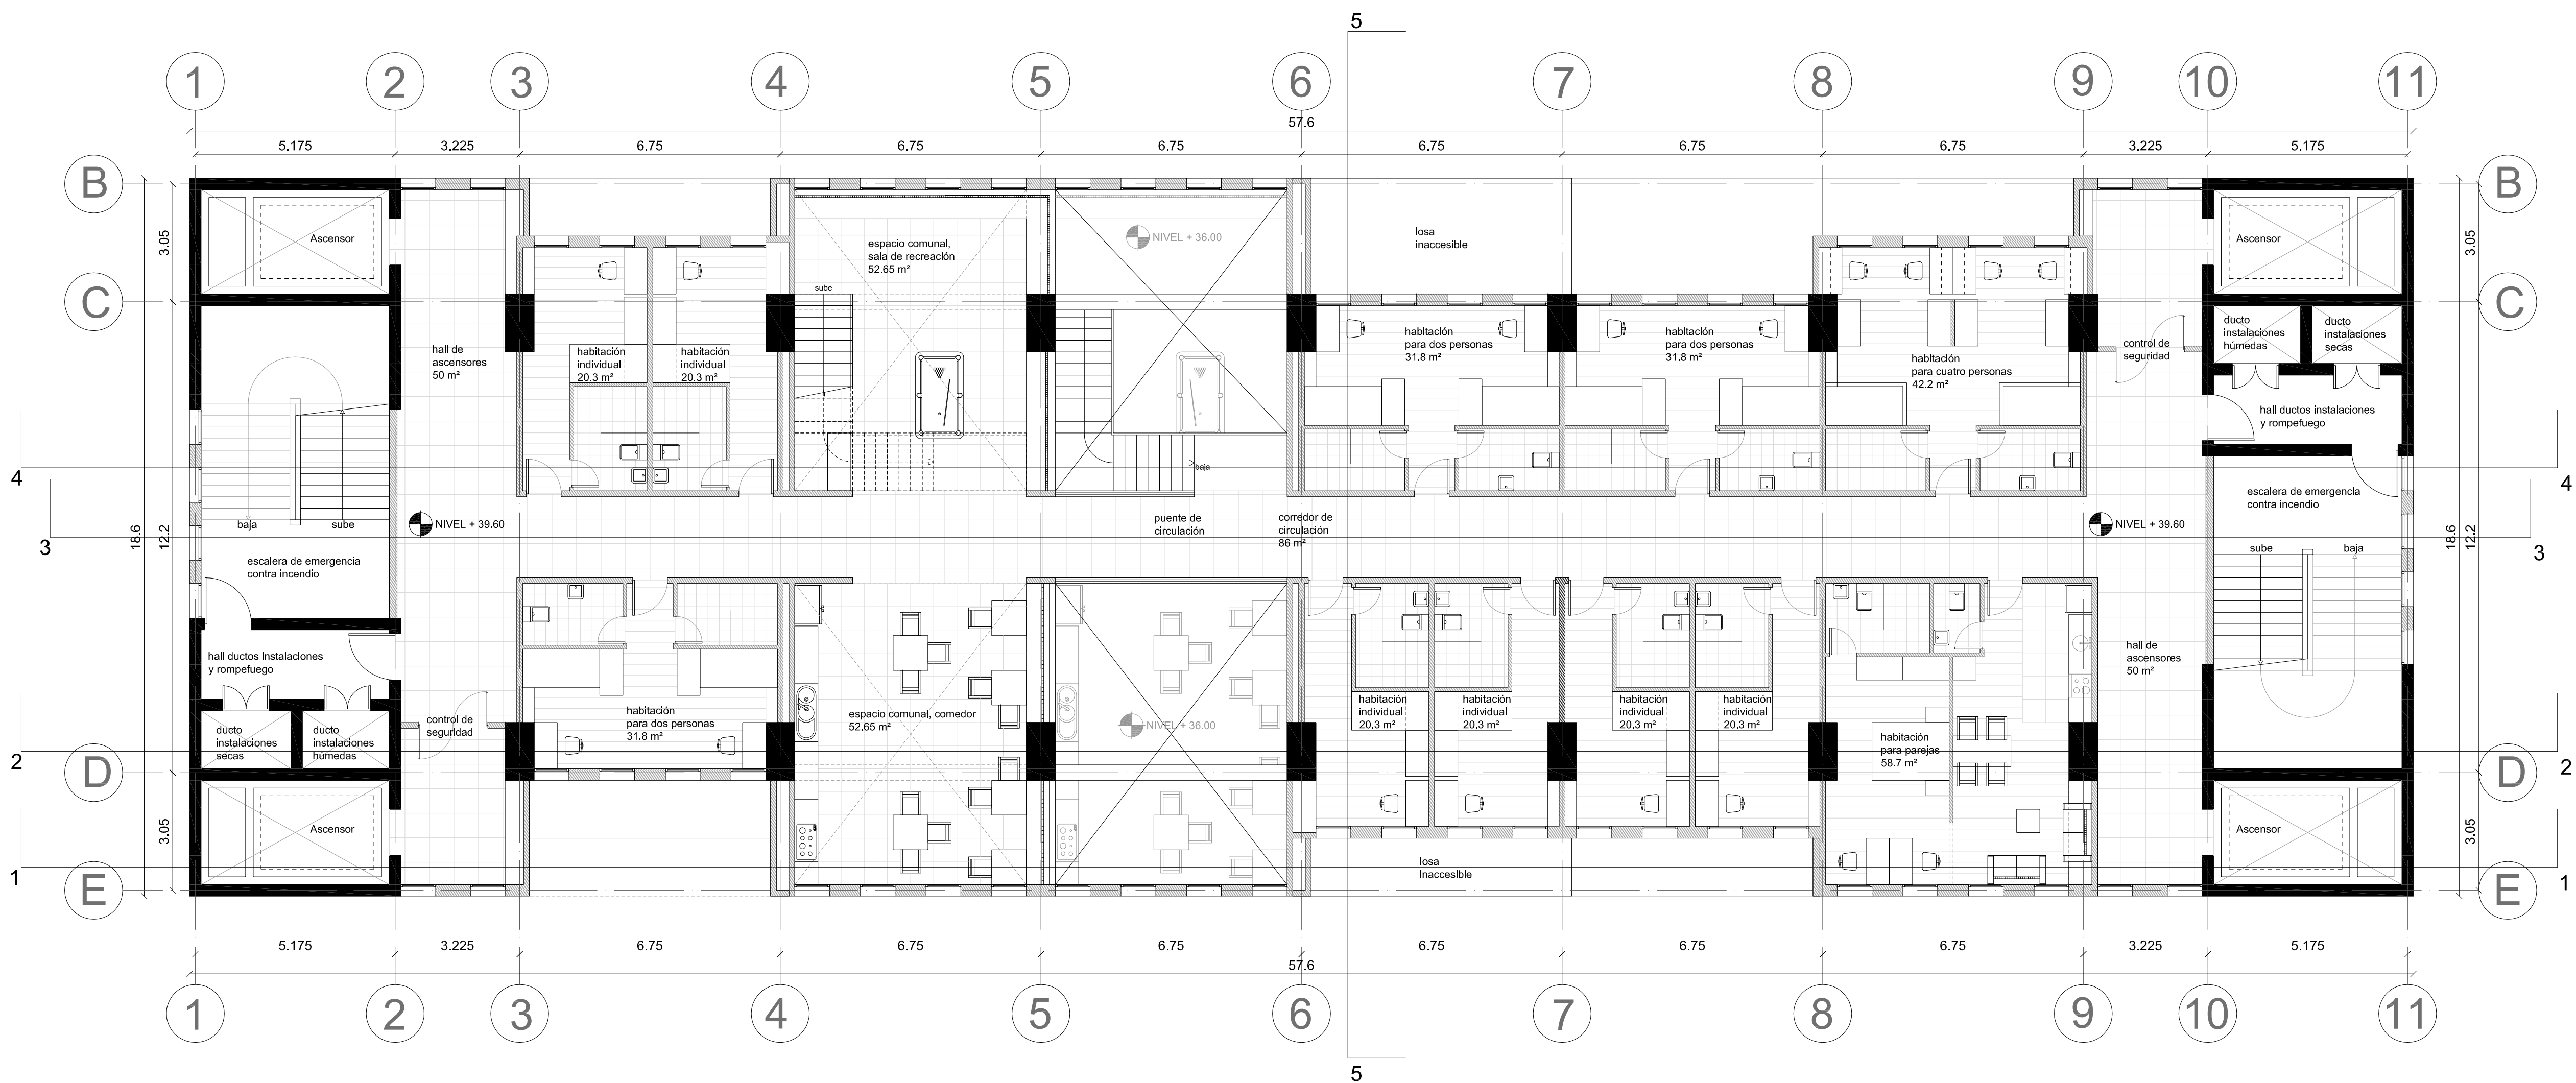 5
1 2 3 4 5 6 7 8 9 10 11
57.6
5.175 3.225 6.75 6.75 6.75 6.75 6.75 6.75 3.225 5.175
B B
Ascensor
espacio comunal,
sala de recreación
52.65 m²
NIVEL + 36.00
losa
inaccesible
Ascensor
3.05 3.05
sube
C C
hall de
ascensores
50 m²
habitación
individual
20,3 m²
habitación
individual
20,3 m²
habitación
para dos personas
31.8 m²
habitación
para dos personas
31.8 m²
habitación
para cuatro personas
42.2 m²
control de
seguridad
ducto
instalaciones
húmedas
ducto
instalaciones
secas
hall ductos instalaciones
y rompefuego
baja
4 4
escalera de emergencia
contra incendio
baja sube
NIVEL + 39.60
puente de
circulación
corredor de
circulación
86 m²
NIVEL + 39.60
18.6 12.2 18.6 12.2
3 3
sube baja
escalera de emergencia
contra incendio
hall ductos instalaciones
y rompefuego
hall de
ascensores
50 m²
control de
seguridad
habitación
para dos personas
31.8 m²
espacio comunal, comedor
52.65 m²
NIVEL + 36.00
habitación
individual
20,3 m²
habitación
individual
20,3 m²
habitación
individual
20,3 m²
habitación
individual
20,3 m²
habitación
para parejas
58.7 m²
ducto
instalaciones
secas
ducto
instalaciones
húmedas
2 2
D D
Ascensor
Ascensor
3.05 3.05
losa
inaccesible
1 1
E E
5.175 3.225 6.75 6.75 6.75 6.75 6.75 6.75 3.225 5.175
57.6
1 2 3 4 5 6 7 8 9 10 11
5